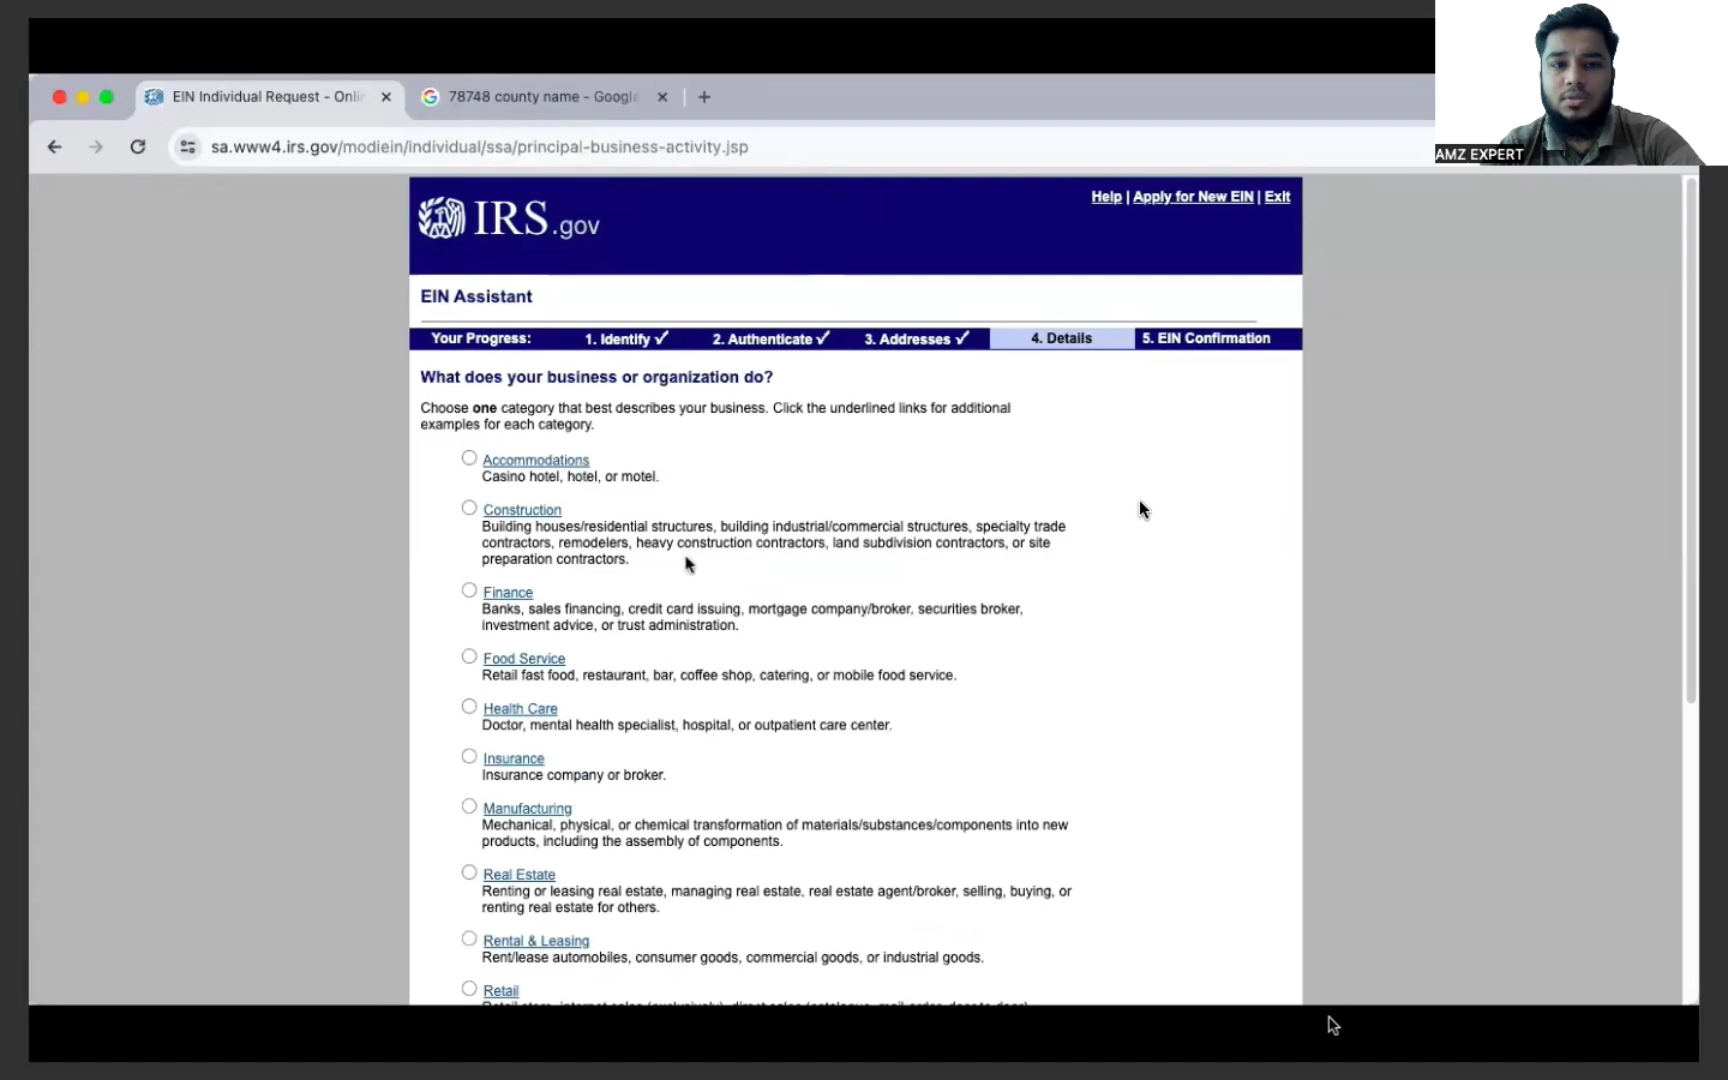 EIN Individual Request - Onli
78748 county name - Google
sa.www4.irs.gov/modiein/individual/ssa/principal-business-activity.jsp
AMZ EXPERT
Help | Apply for New EIN | Exit
IRS.gov
EIN Assistant
Your Progress: 1. Identify ✓ 2. Authenticate ✓ 3. Addresses ✓ 4. Details 5. EIN Confirmation
What does your business or organization do?
Choose one category that best describes your business. Click the underlined links for additional
examples for each category.
Accommodations
Casino hotel, hotel, or motel.
Construction
Building houses/residential structures, building industrial/commercial structures, specialty trade
contractors, remodelers, heavy construction contractors, land subdivision contractors, or site
preparation contractors.
Finance
Banks, sales financing, credit card issuing, mortgage company/broker, securities broker,
investment advice, or trust administration.
Food Service
Retail fast food, restaurant, bar, coffee shop, catering, or mobile food service.
Health Care
Doctor, mental health specialist, hospital, or outpatient care center.
Insurance
Insurance company or broker.
Manufacturing
Mechanical, physical, or chemical transformation of materials/substances/components into new
products, including the assembly of components.
Real Estate
Renting or leasing real estate, managing real estate, real estate agent/broker, selling, buying, or
renting real estate for others.
Rental & Leasing
Rent/lease automobiles, consumer goods, commercial goods, or industrial goods.
Retail